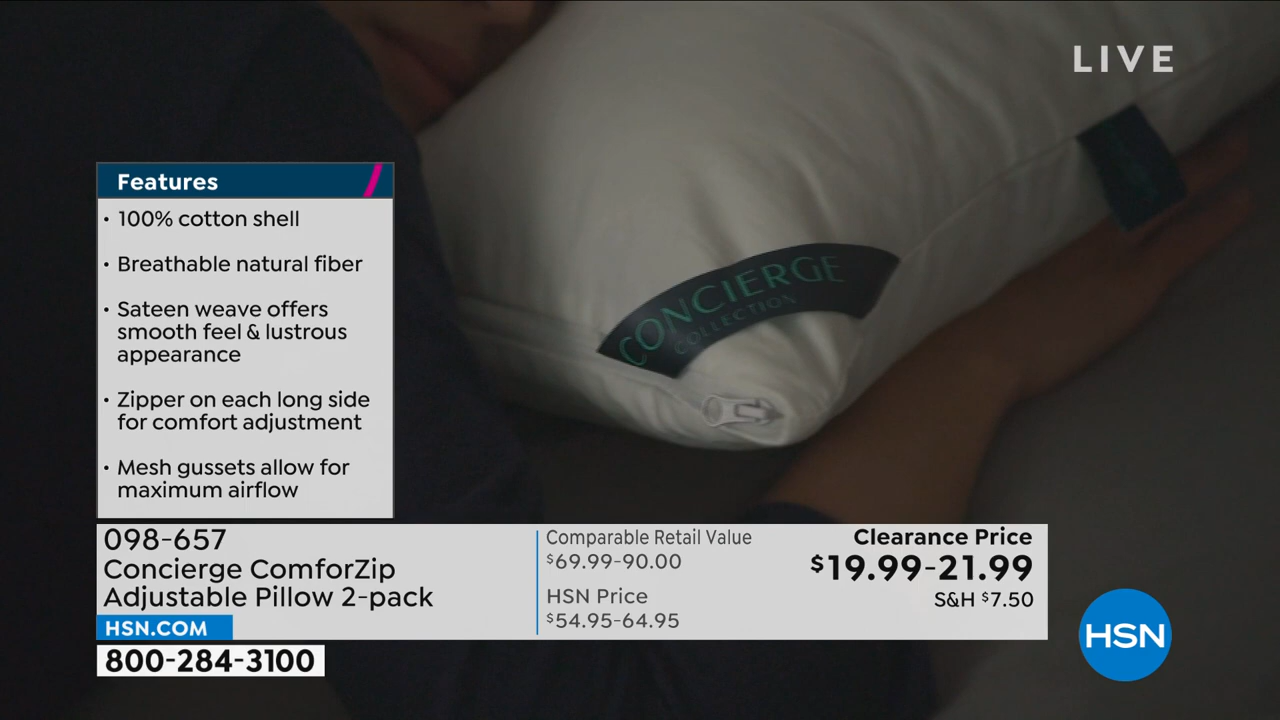 LIVE
Features
• 100% cotton shell
• Breathable natural fiber
• Sateen weave offers
smooth feel & lustrous
appearance
• Zipper on each long side
for comfort adjustment
• Mesh gussets allow for
maximum airflow
CONCIERGE
COLLECTION
098-657
Concierge ComforZip
Adjustable Pillow 2-pack
HSN.COM
800-284-3100
Comparable Retail Value
$69.99-90.00
HSN Price
$54.95-64.95
Clearance Price
$19.99-21.99
S&H $7.50
HSN